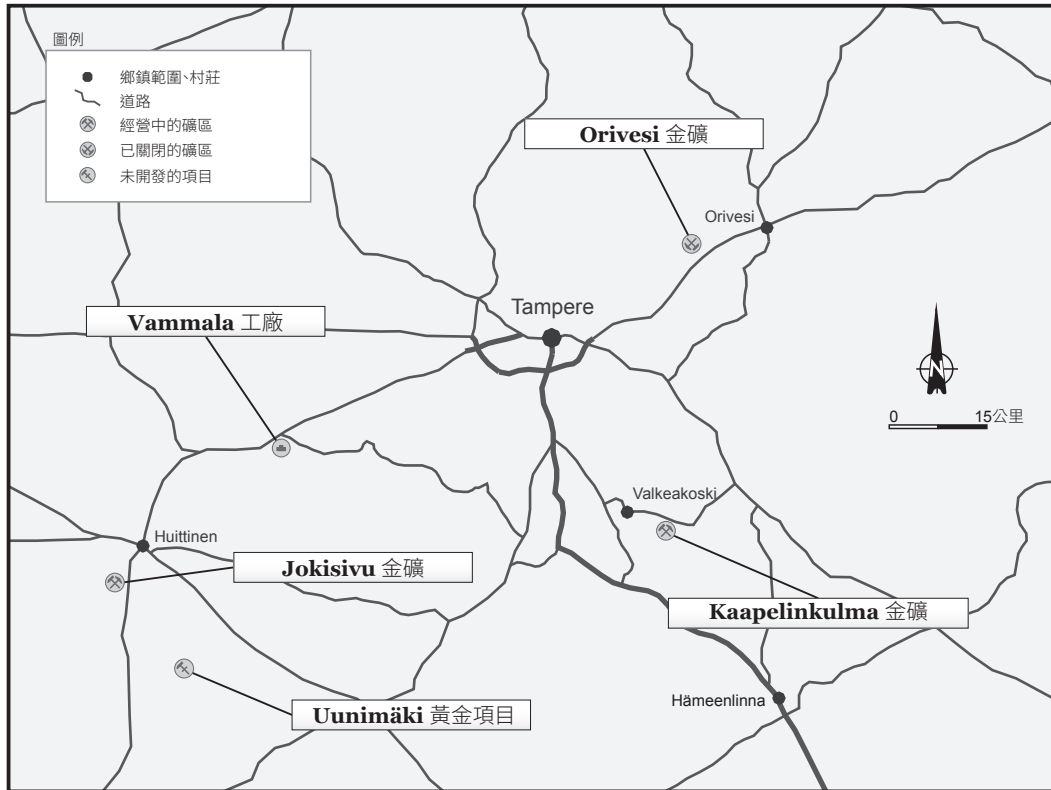 圖例
鄉鎮範圍、村莊
道路
經營中的礦區
已關閉的礦區
未開發的項目
Orivesi 金礦
Orivesi
Tampere
Vammala 工廠
N
0 15公里
Valkeakoski
Huittinen
Jokisivu 金礦
Kaapelinkulma 金礦
Hämeenlinna
Uunimäki 黃金項目